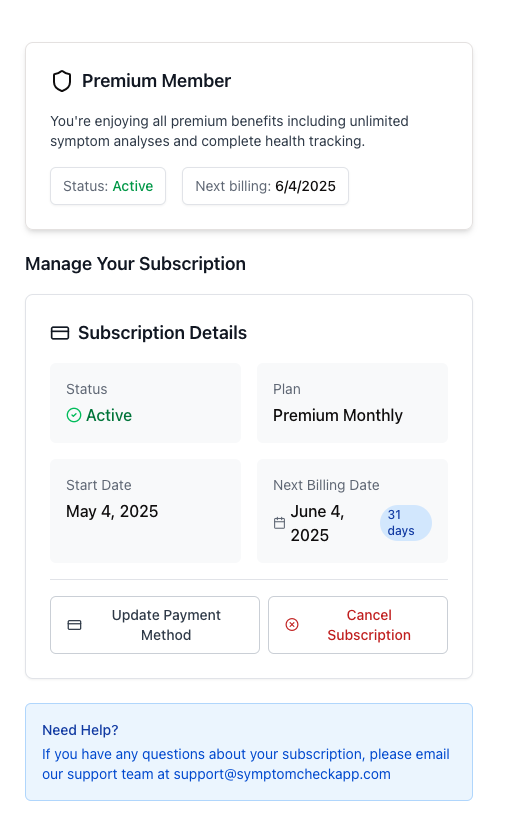 Premium Member
You're enjoying all premium benefits including unlimited
symptom analyses and complete health tracking.
Status: Active
Next billing: 6/4/2025
Manage Your Subscription
Subscription Details
Status
Active
Plan
Premium Monthly
Start Date
May 4, 2025
Next Billing Date
June 4,
2025
31
days
Update Payment
Method
Cancel
Subscription
Need Help?
If you have any questions about your subscription, please email
our support team at support@symptomcheckapp.com